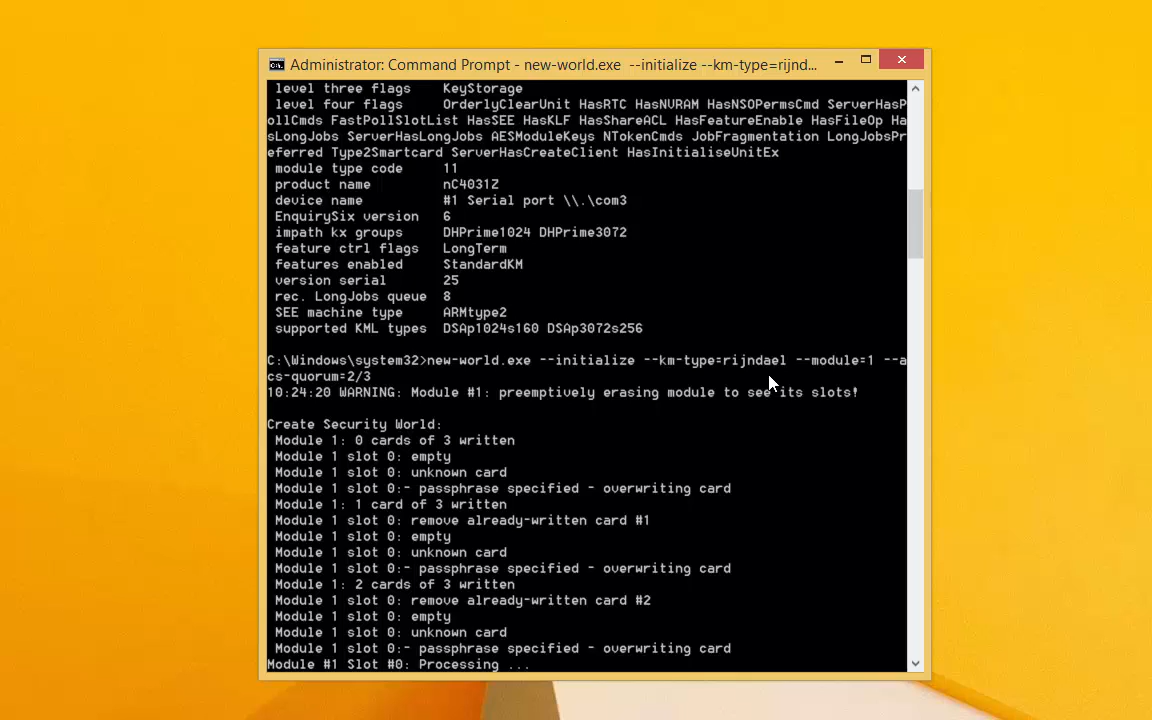 Administrator: Command Prompt - new-world.exe --initialize --km-type=rijnd...
level three flags KeyStorage
level four flags OrderlyClearUnit HasRTC HasNVRAM HasNSOPermsCmd ServerHasP
ollCmds FastPollSlotList HasSEE HasKLF HasShareACL HasFeatureEnable HasFileOp Ha
sLongJobs ServerHasLongJobs AESModuleKeys NTokenCmds JobFragmentation LongJobsPr
eferred Type2Smartcard ServerHasCreateClient HasInitialiseUnitEx
module type code 11
product name nC4031Z
device name #1 Serial port \\.\com3
EnquirySix version 6
impath kx groups DHPrime1024 DHPrime3072
feature ctrl flags LongTerm
features enabled StandardKM
version serial 25
rec. LongJobs queue 8
SEE machine type ARMtype2
supported KML types DSAp1024s160 DSAp3072s256
C:\Windows\system32>new-world.exe --initialize --km-type=rijndael --module=1 --a
cs-quorum=2/3
10:24:20 WARNING: Module #1: preemptively erasing module to see its slots!
Create Security World:
Module 1: 0 cards of 3 written
Module 1 slot 0: empty
Module 1 slot 0: unknown card
Module 1 slot 0:- passphrase specified - overwriting card
Module 1: 1 card of 3 written
Module 1 slot 0: remove already-written card #1
Module 1 slot 0: empty
Module 1 slot 0: unknown card
Module 1 slot 0:- passphrase specified - overwriting card
Module 1: 2 cards of 3 written
Module 1 slot 0: remove already-written card #2
Module 1 slot 0: empty
Module 1 slot 0: unknown card
Module 1 slot 0:- passphrase specified - overwriting card
Module #1 Slot #0: Processing ...